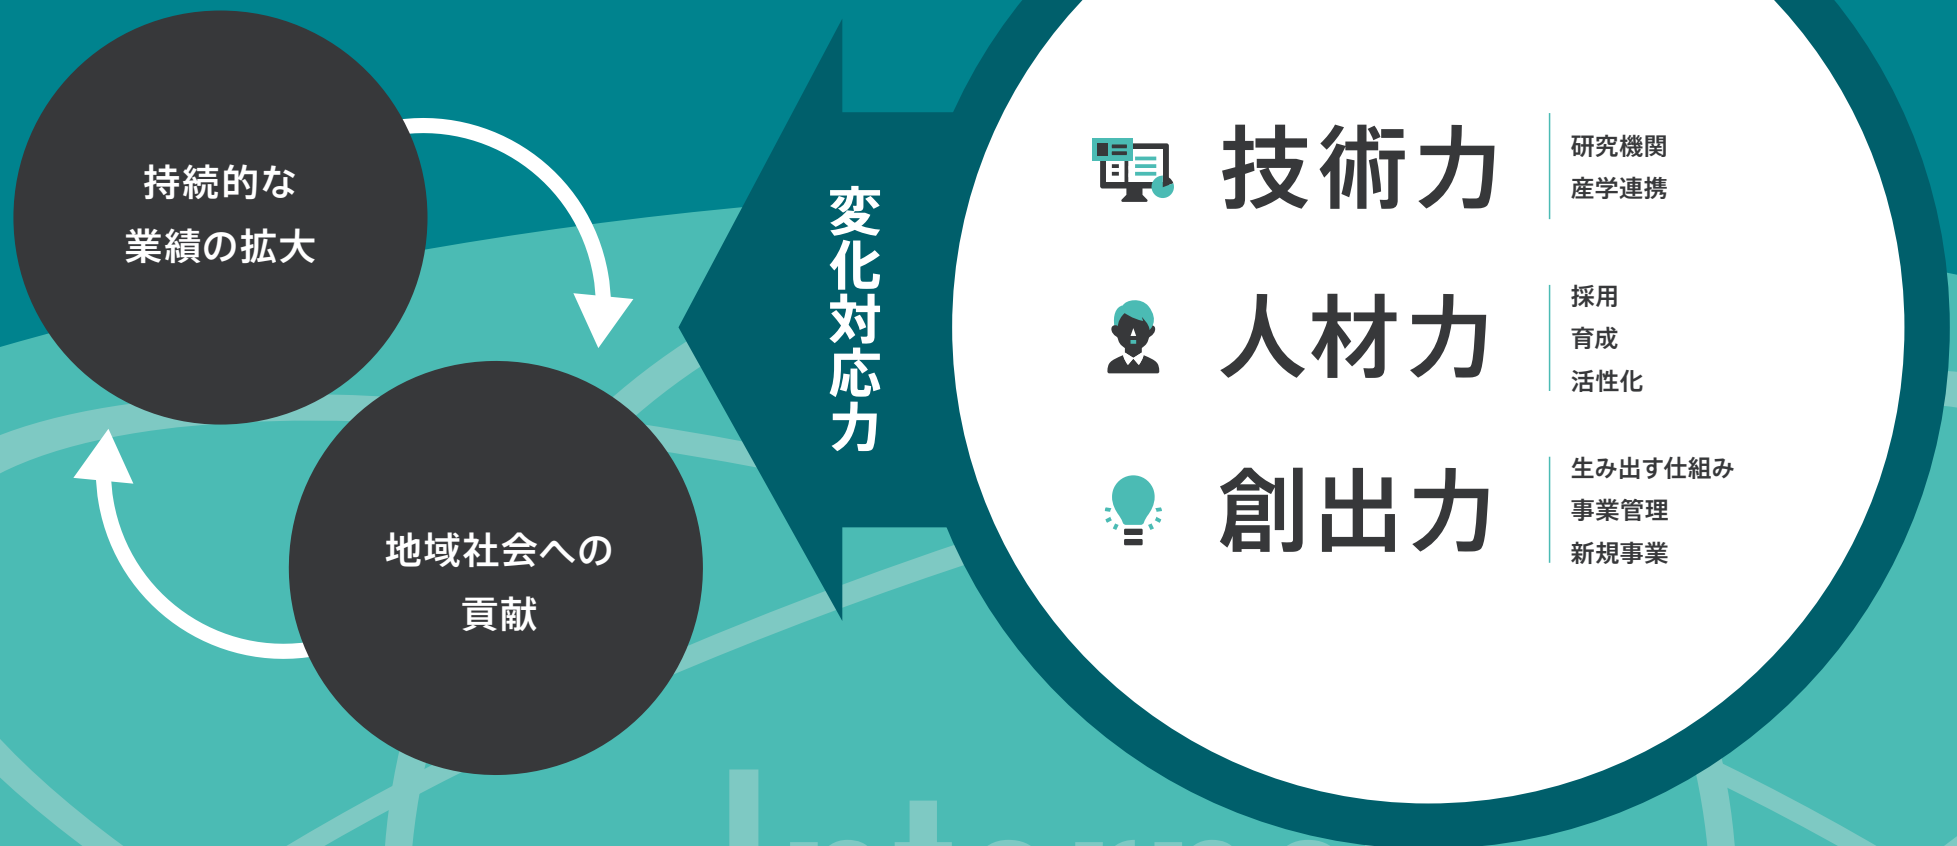 持続的な
業績の拡大
地域社会への
貢献
変化対応力
技術力
研究機関
産学連携
人材力
採用
育成
活性化
創出力
生み出す仕組み
事業管理
新規事業